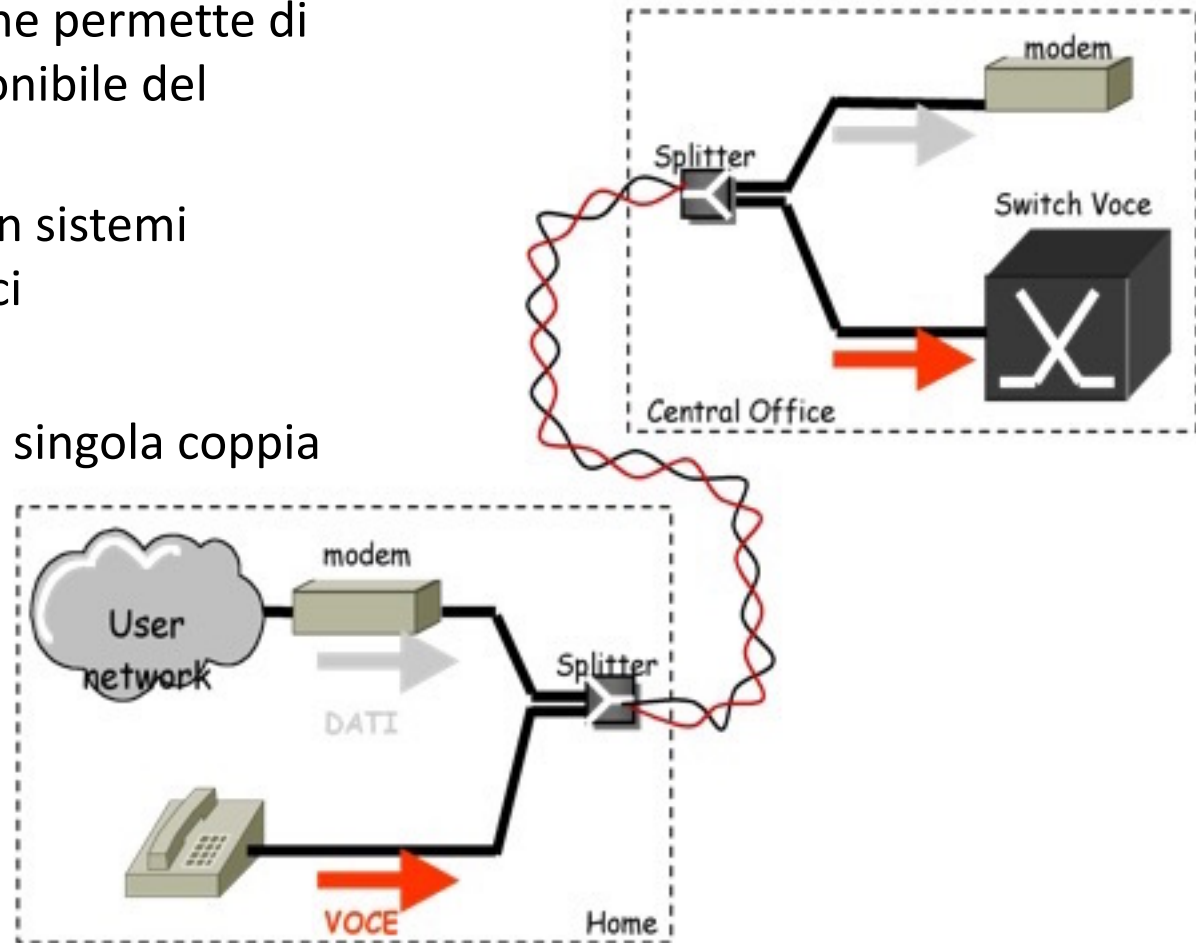 ne permette di
onibile del
n sistemi
ci
singola coppia
modem
Splitter
Switch Voce
Central Office
modem
User
network
Splitter
DATI
VOCE
Home